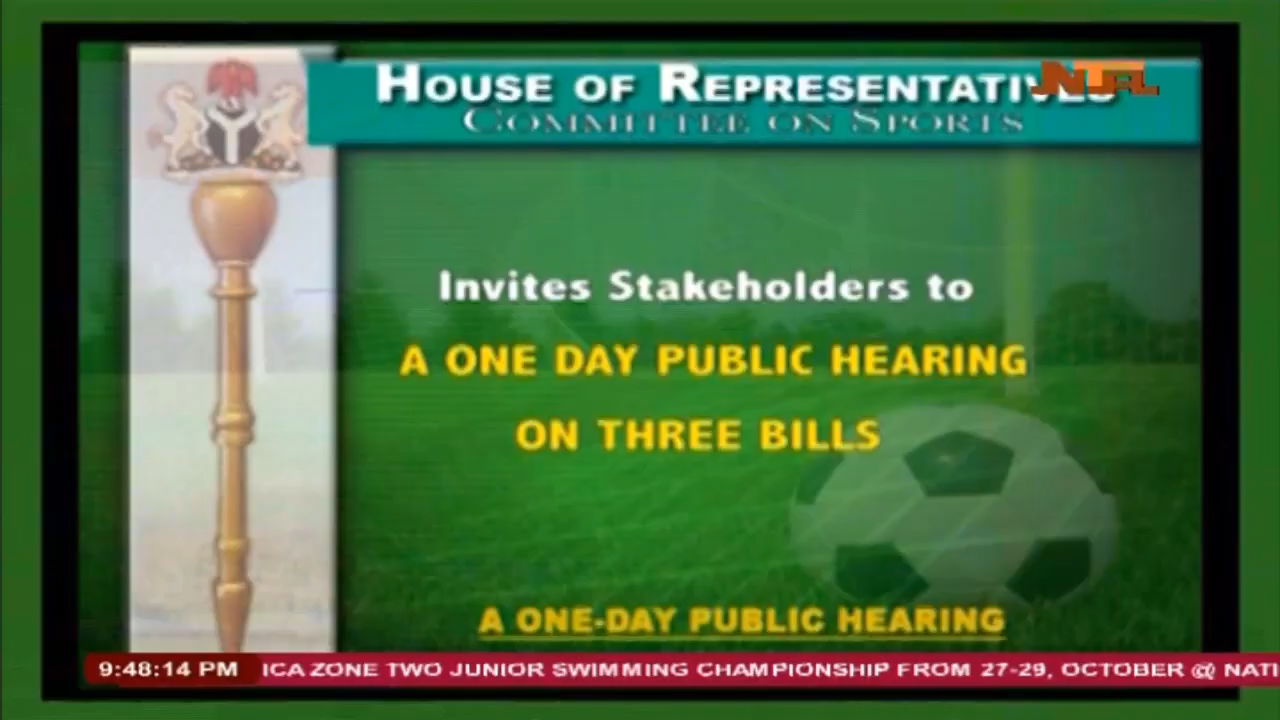 HOUSE OF REPRESENTATIVES
COMMITTEE ON SPORTS
Invites Stakeholders to
A ONE DAY PUBLIC HEARING
ON THREE BILLS
A ONE-DAY PUBLIC HEARING
9:48:14 PM ICA ZONE TWO JUNIOR SWIMMING CHAMPIONSHIP FROM 27-29, OCTOBER @ NATI